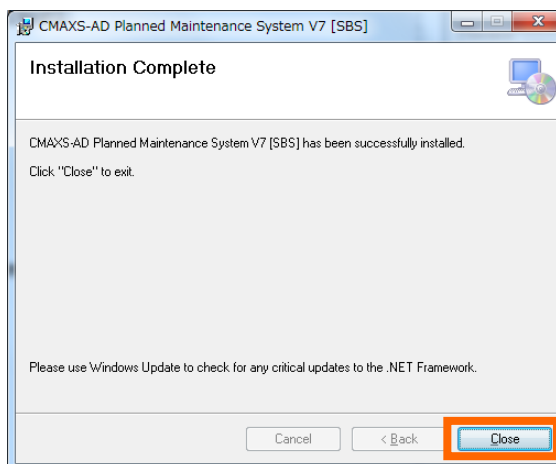 CMAXS-AD Planned Maintenance System V7 [SBS]
Installation Complete
CMAXS-AD Planned Maintenance System V7 [SBS] has been successfully installed.
Click "Close" to exit.
Please use Windows Update to check for any critical updates to the .NET Framework.
Cancel
< Back
Close